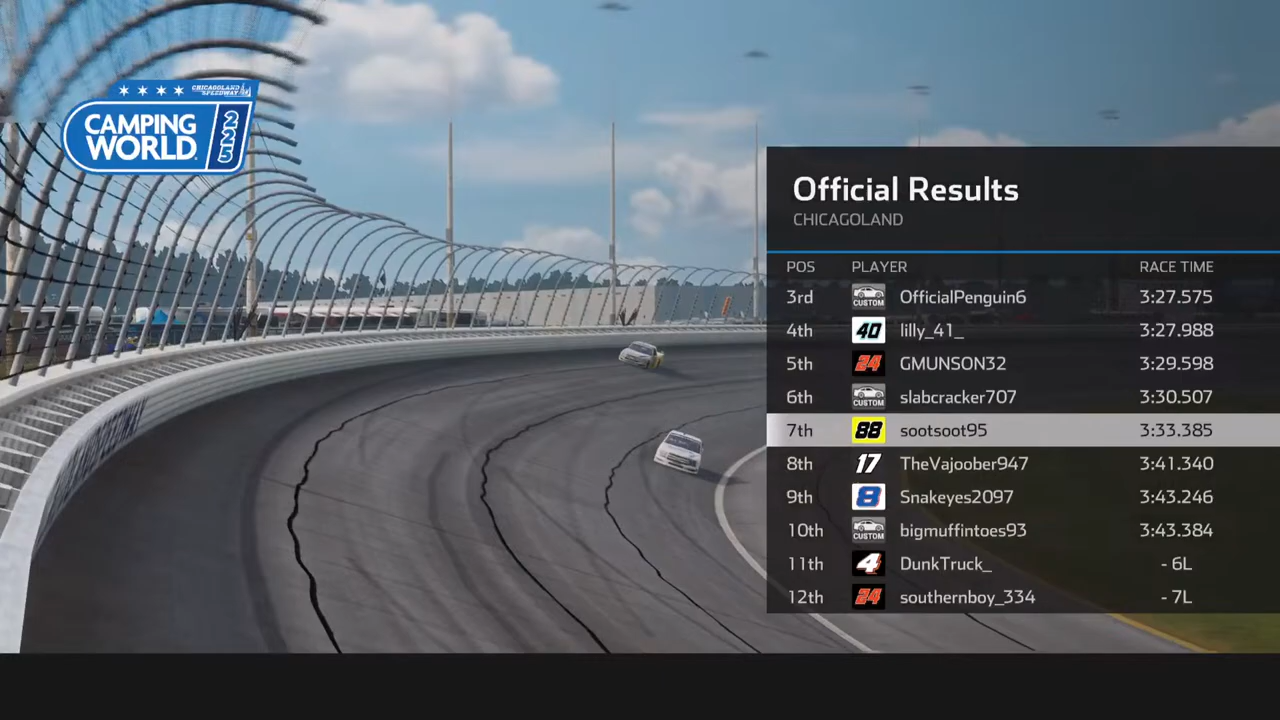 CHICAGOLAND
SPEEDWAY
CAMPING
WORLD
225
Official Results
CHICAGOLAND
POS PLAYER RACE TIME
3rd CUSTOM OfficialPenguin6 3:27.575
4th 40 lilly_41_ 3:27.988
5th 24 GMUNSON32 3:29.598
6th CUSTOM slabcracker707 3:30.507
7th 88 sootsoot95 3:33.385
8th 17 TheVajoober947 3:41.340
9th 8 Snakeyes2097 3:43.246
10th CUSTOM bigmuffintoes93 3:43.384
11th 4 DunkTruck_ - 6L
12th 24 southernboy_334 - 7L